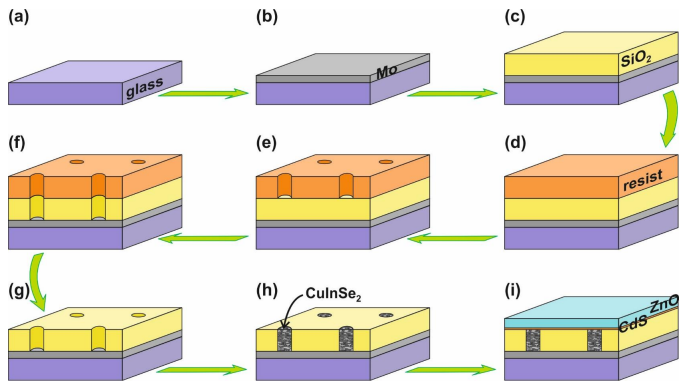 (a)
(b)
(c)
glass
Mo
SiO₂
(f)
(e)
(d)
resist
(g)
(h)
CuInSe₂
(i)
ZnO
CdS